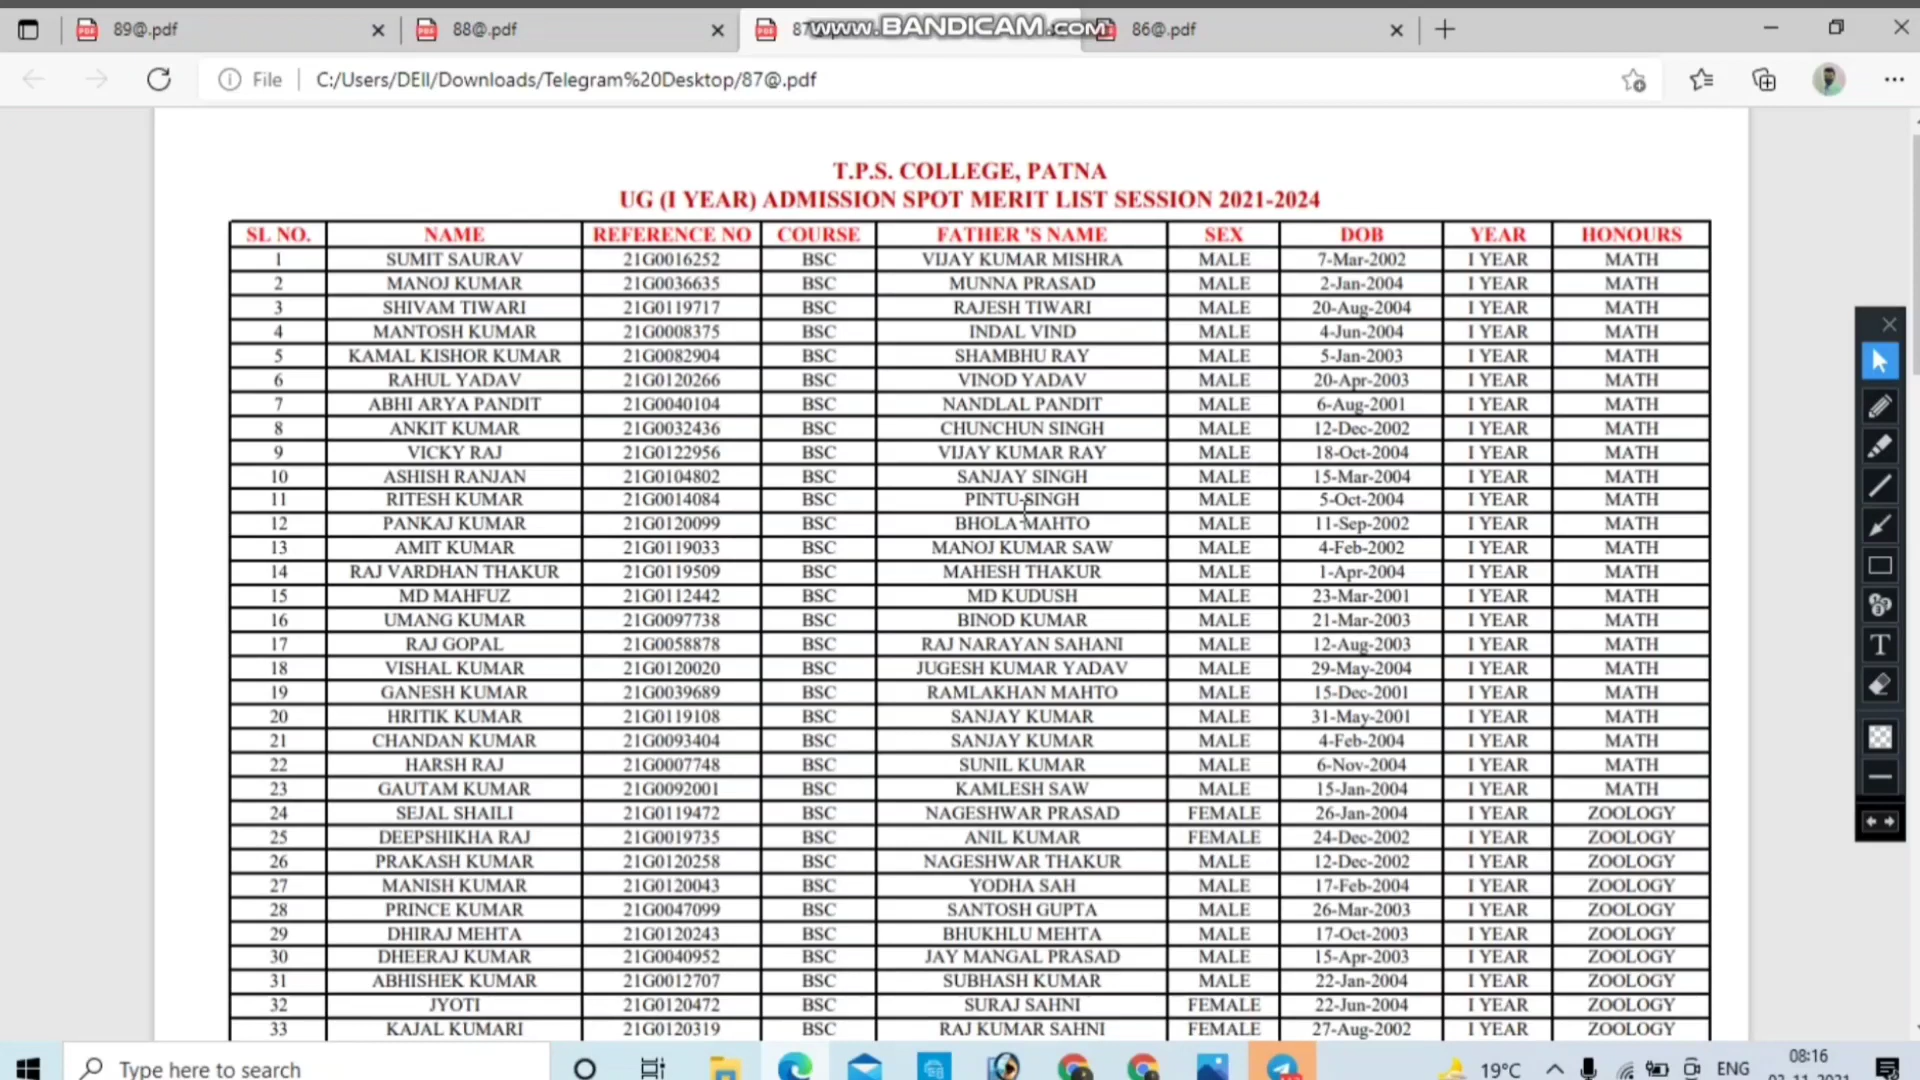 89@.pdf 88@.pdf 87 www.BANDICAM.com 86@.pdf
File C:/Users/DEll/Downloads/Telegram%20Desktop/87@.pdf
T.P.S. COLLEGE, PATNA
UG (I YEAR) ADMISSION SPOT MERIT LIST SESSION 2021-2024
SL NO. NAME REFERENCE NO COURSE FATHER 'S NAME SEX DOB YEAR HONOURS
1 SUMIT SAURAV 21G0016252 BSC VIJAY KUMAR MISHRA MALE 7-Mar-2002 I YEAR MATH
2 MANOJ KUMAR 21G0036635 BSC MUNNA PRASAD MALE 2-Jan-2004 I YEAR MATH
3 SHIVAM TIWARI 21G0119717 BSC RAJESH TIWARI MALE 20-Aug-2004 I YEAR MATH
4 MANTOSH KUMAR 21G0008375 BSC INDAL VIND MALE 4-Jun-2004 I YEAR MATH
5 KAMAL KISHOR KUMAR 21G0082904 BSC SHAMBHU RAY MALE 5-Jan-2003 I YEAR MATH
6 RAHUL YADAV 21G0120266 BSC VINOD YADAV MALE 20-Apr-2003 I YEAR MATH
7 ABHI ARYA PANDIT 21G0040104 BSC NANDLAL PANDIT MALE 6-Aug-2001 I YEAR MATH
8 ANKIT KUMAR 21G0032436 BSC CHUNCHUN SINGH MALE 12-Dec-2002 I YEAR MATH
9 VICKY RAJ 21G0122956 BSC VIJAY KUMAR RAY MALE 18-Oct-2004 I YEAR MATH
10 ASHISH RANJAN 21G0104802 BSC SANJAY SINGH MALE 15-Mar-2004 I YEAR MATH
11 RITESH KUMAR 21G0014084 BSC PINTU SINGH MALE 5-Oct-2004 I YEAR MATH
12 PANKAJ KUMAR 21G0120099 BSC BHOLA MAHTO MALE 11-Sep-2002 I YEAR MATH
13 AMIT KUMAR 21G0119033 BSC MANOJ KUMAR SAW MALE 4-Feb-2002 I YEAR MATH
14 RAJ VARDHAN THAKUR 21G0119509 BSC MAHESH THAKUR MALE 1-Apr-2004 I YEAR MATH
15 MD MAHFUZ 21G0112442 BSC MD KUDUSH MALE 23-Mar-2001 I YEAR MATH
16 UMANG KUMAR 21G0097738 BSC BINOD KUMAR MALE 21-Mar-2003 I YEAR MATH
17 RAJ GOPAL 21G0058878 BSC RAJ NARAYAN SAHANI MALE 12-Aug-2003 I YEAR MATH
18 VISHAL KUMAR 21G0120020 BSC JUGESH KUMAR YADAV MALE 29-May-2004 I YEAR MATH
19 GANESH KUMAR 21G0039689 BSC RAMLAKHAN MAHTO MALE 15-Dec-2001 I YEAR MATH
20 HRITIK KUMAR 21G0119108 BSC SANJAY KUMAR MALE 31-May-2001 I YEAR MATH
21 CHANDAN KUMAR 21G0093404 BSC SANJAY KUMAR MALE 4-Feb-2004 I YEAR MATH
22 HARSH RAJ 21G0007748 BSC SUNIL KUMAR MALE 6-Nov-2004 I YEAR MATH
23 GAUTAM KUMAR 21G0092001 BSC KAMLESH SAW MALE 15-Jan-2004 I YEAR MATH
24 SEJAL SHAILI 21G0119472 BSC NAGESHWAR PRASAD FEMALE 26-Jan-2004 I YEAR ZOOLOGY
25 DEEPSHIKHA RAJ 21G0019735 BSC ANIL KUMAR FEMALE 24-Dec-2002 I YEAR ZOOLOGY
26 PRAKASH KUMAR 21G0120258 BSC NAGESHWAR THAKUR MALE 12-Dec-2002 I YEAR ZOOLOGY
27 MANISH KUMAR 21G0120043 BSC YODHA SAH MALE 17-Feb-2004 I YEAR ZOOLOGY
28 PRINCE KUMAR 21G0047099 BSC SANTOSH GUPTA MALE 26-Mar-2003 I YEAR ZOOLOGY
29 DHIRAJ MEHTA 21G0120243 BSC BHUKHLU MEHTA MALE 17-Oct-2003 I YEAR ZOOLOGY
30 DHEERAJ KUMAR 21G0040952 BSC JAY MANGAL PRASAD MALE 15-Apr-2003 I YEAR ZOOLOGY
31 ABHISHEK KUMAR 21G0012707 BSC SUBHASH KUMAR MALE 22-Jan-2004 I YEAR ZOOLOGY
32 JYOTI 21G0120472 BSC SURAJ SAHNI FEMALE 22-Jun-2004 I YEAR ZOOLOGY
33 KAJAL KUMARI 21G0120319 BSC RAJ KUMAR SAHNI FEMALE 27-Aug-2002 I YEAR ZOOLOGY
Type here to search 19°C ENG 08:16